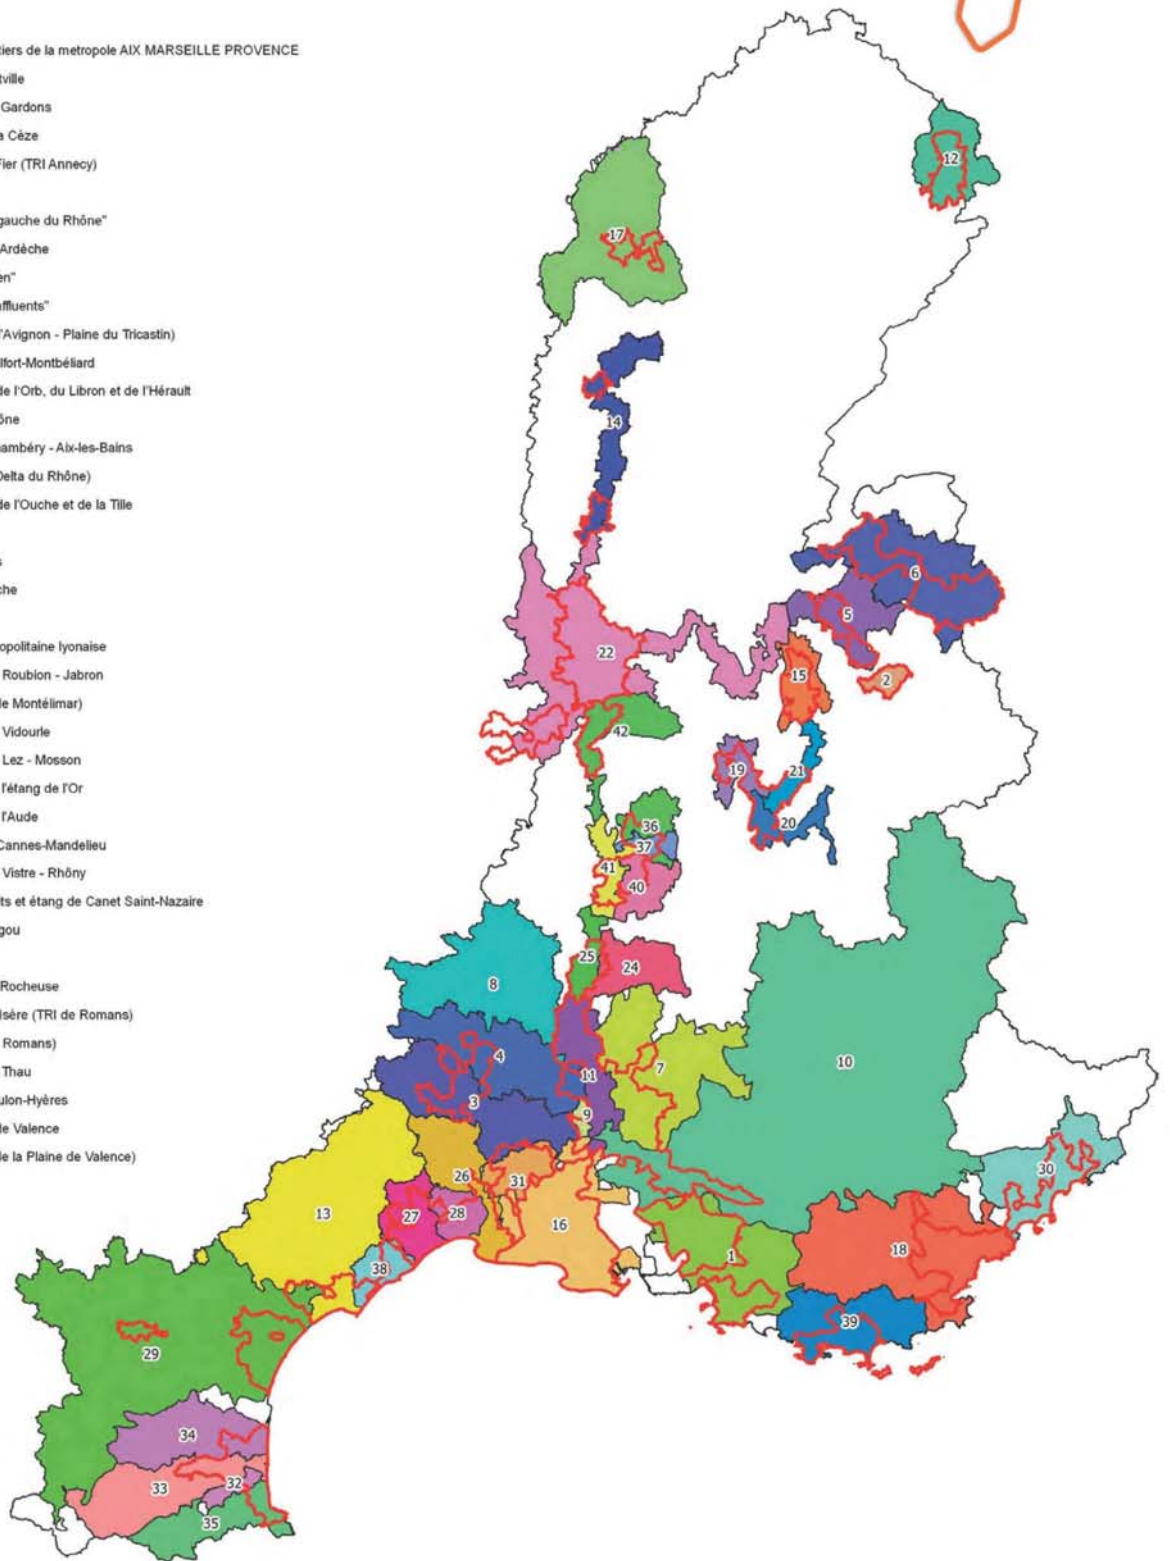 tiers de la metropole AIX MARSEILLE PROVENCE
tville
Gardons
a Cèze
Fier (TRI Annecy)
gauche du Rhône"
Ardèche
en"
affluents"
l'Avignon - Plaine du Tricastin)
lfort-Montbéliard
de l'Orb, du Libron et de l'Hérault
ône
ambéry - Aix-les-Bains
Delta du Rhône)
de l'Ouche et de la Tille
s
che
opolitaine lyonaise
Roubion - Jabron
de Montélimar)
Vidourle
Lez - Mosson
l'étang de l'Or
l'Aude
Cannes-Mandelieu
Vistre - Rhôny
ts et étang de Canet Saint-Nazaire
gou
Rocheuse
Isére (TRI de Romans)
Romans)
Thau
ulon-Hyères
de Valence
de la Plaine de Valence)
12
17
14
6
5
22
15
2
42
19
21
20
36
37
41
40
25
24
8
4
11
7
10
3
9
26
31
30
13
27
28
16
38
1
18
39
29
34
33
32
35